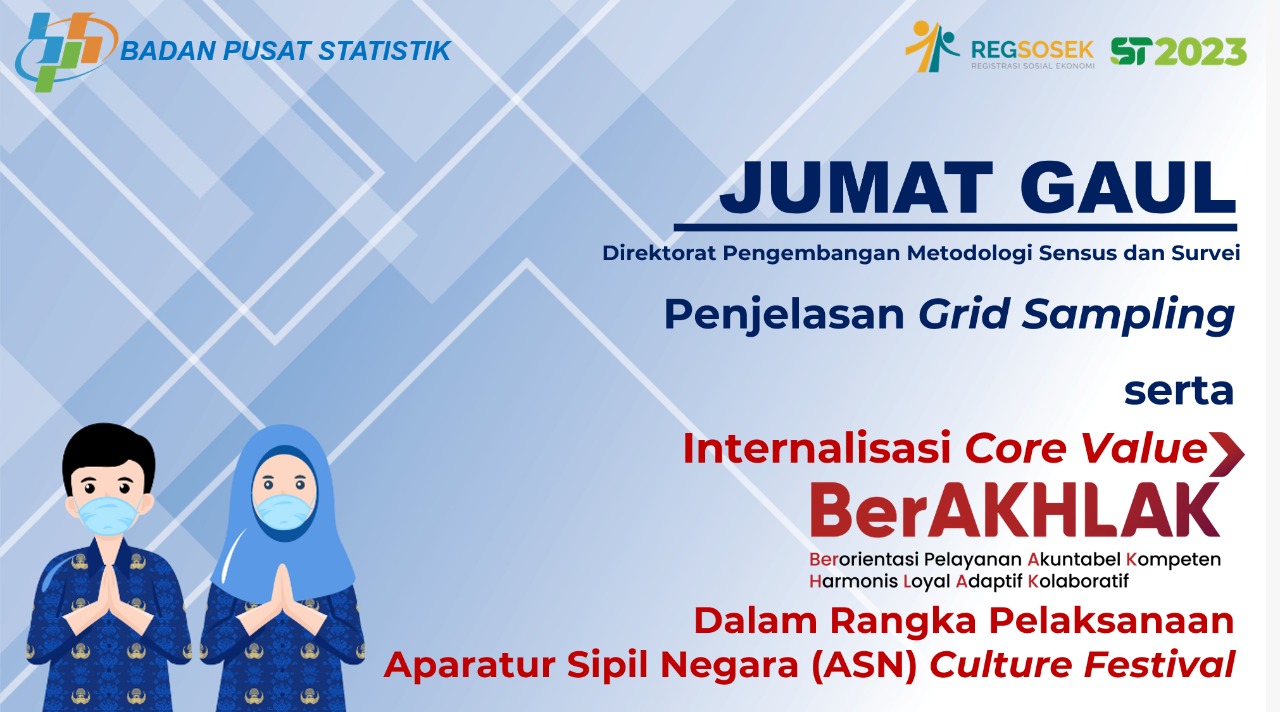 BADAN PUSAT STATISTIK
REGSOSEK
REGISTRASI SOSIAL EKONOMI
ST2023
JUMAT GAUL
Direktorat Pengembangan Metodologi Sensus dan Survei
Penjelasan Grid Sampling
serta
Internalisasi Core Value
BerAKHLAK
Berorientasi Pelayanan Akuntabel Kompeten
Harmonis Loyal Adaptif Kolaboratif
Dalam Rangka Pelaksanaan
Aparatur Sipil Negara (ASN) Culture Festival